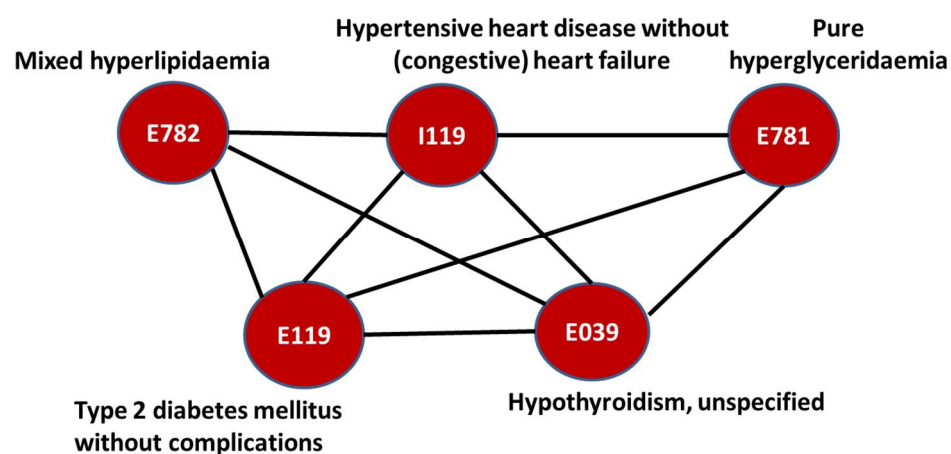 Mixed hyperlipidaemia
Hypertensive heart disease without
(congestive) heart failure
Pure
hyperglyceridaemia
E782
I119
E781
E119
E039
Type 2 diabetes mellitus
without complications
Hypothyroidism, unspecified